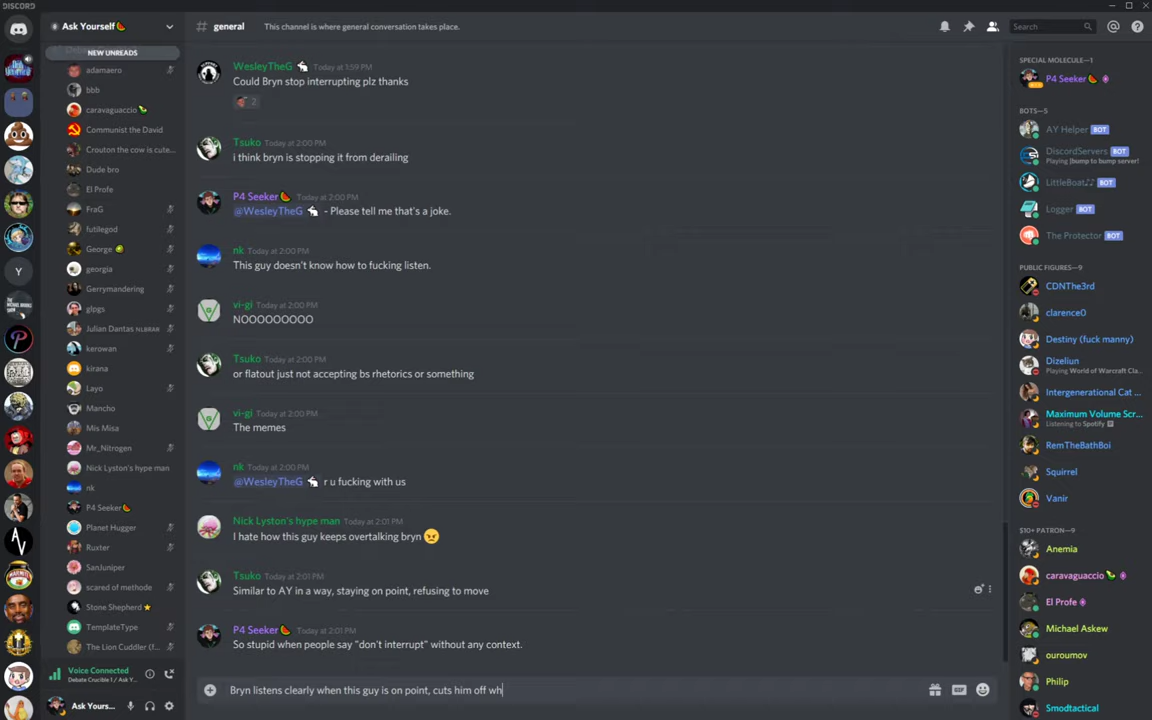 DISCORD
Ask Yourself🍉
# general
This channel is where general conversation takes place.
Search
NEW UNREADS
adamaero
bbb
caravaguaccio 🥑
Communist the David
Crouton the cow is cute...
Dude bro
El Profe
FraG
futilegod
George 🥝
georgia
Gerrymandering
glpgs
Julian Dantas NLBRAR
kerowan
kirana
Layo
Mancho
Mis Misa
Mr_Nitrogen
Nick Lyston's hype man
nk
P4 Seeker🍉
Planet Hugger
Ruxter
SanJuniper
scared of methode
Stone Shepherd ⭐
TemplateType
The Lion Cuddler (f...
Voice Connected
Debate Crucible 1 / Ask Y...
Ask Yours...
Y
AV
WesleyTheG 🐇 Today at 1:59 PM
Could Bryn stop interrupting plz thanks
2
Tsuko Today at 2:00 PM
i think bryn is stopping it from derailing
P4 Seeker🍉 Today at 2:00 PM
@WesleyTheG 🐇 - Please tell me that's a joke.
nk Today at 2:00 PM
This guy doesn't know how to fucking listen.
vi-gi Today at 2:00 PM
NOOOOOOOOO
Tsuko Today at 2:00 PM
or flatout just not accepting bs rhetorics or something
vi-gi Today at 2:00 PM
The memes
nk Today at 2:00 PM
@WesleyTheG 🐇 r u fucking with us
Nick Lyston's hype man Today at 2:01 PM
I hate how this guy keeps overtalking bryn 😠
Tsuko Today at 2:01 PM
Similar to AY in a way, staying on point, refusing to move
P4 Seeker🍉 Today at 2:01 PM
So stupid when people say "don't interrupt" without any context.
Bryn listens clearly when this guy is on point, cuts him off wh
GIF
SPECIAL MOLECULE—1
P4 Seeker🍉
BOTS—5
AY Helper BOT
DiscordServers BOT
Playing !bump to bump server!
LittleBoat♪♫ BOT
Logger BOT
The Protector BOT
PUBLIC FIGURES—9
CDNThe3rd
clarence0
Destiny (fuck manny)
Dizeliun
Playing World of Warcraft Cla...
Intergenerational Cat ...
Maximum Volume Scr...
Listening to Spotify
RemTheBathBoi
Squirrel
Vanir
$10+ PATRON—9
Anemia
caravaguaccio 🥑
El Profe
Michael Askew
ouroumov
Philip
Smodtactical